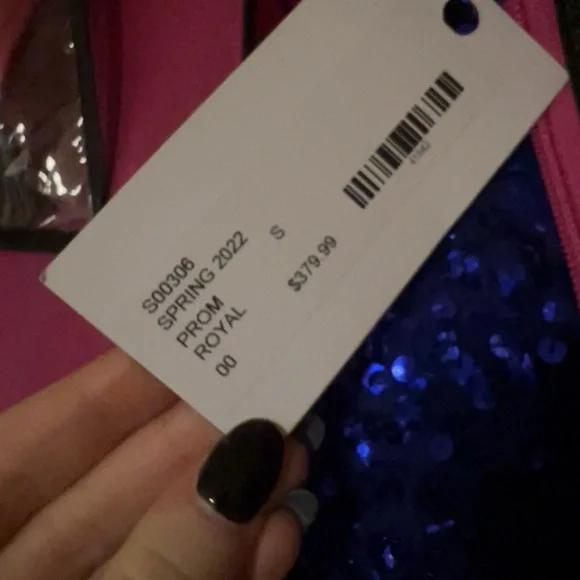 S00306
SPRING 2022 S
PROM
ROYAL $379.99
00